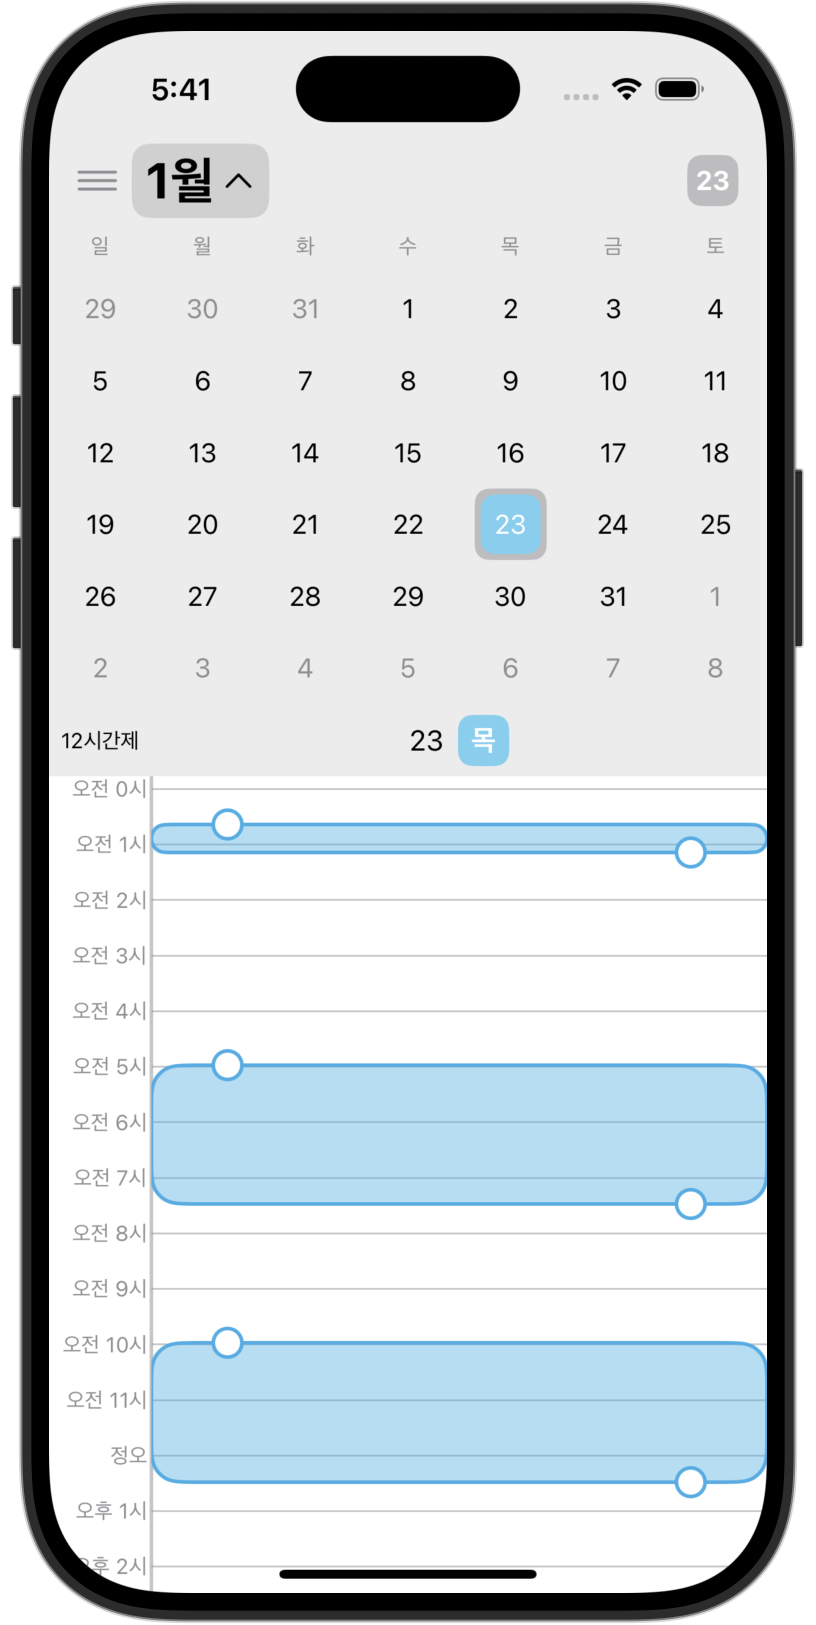 5:41
1월
23
일 월 화 수 목 금 토
29 30 31 1 2 3 4
5 6 7 8 9 10 11
12 13 14 15 16 17 18
19 20 21 22 23 24 25
26 27 28 29 30 31 1
2 3 4 5 6 7 8
12시간제 23 목
오전 0시
오전 1시
오전 2시
오전 3시
오전 4시
오전 5시
오전 6시
오전 7시
오전 8시
오전 9시
오전 10시
오전 11시
정오
오후 1시
오후 2시